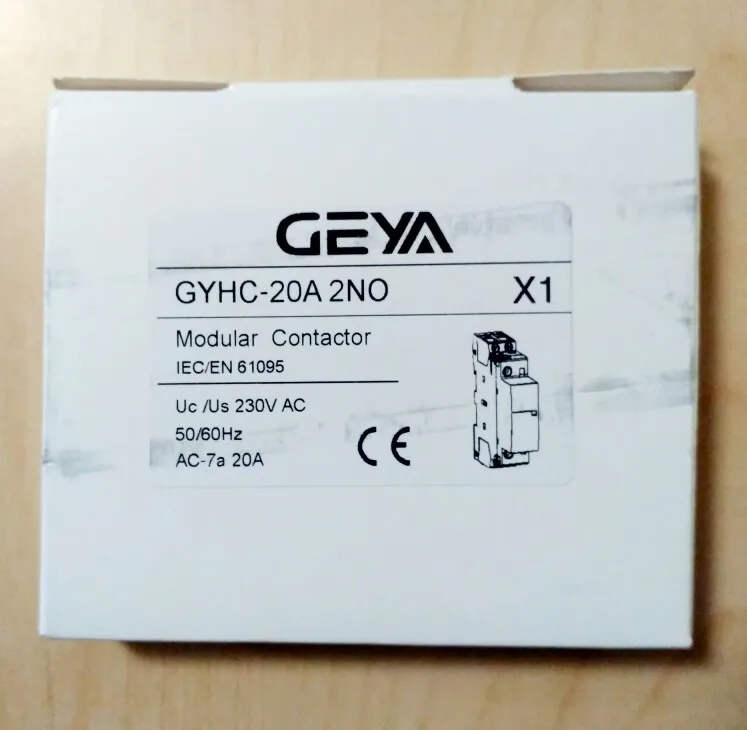 GEYA
GYHC-20A 2NO X1
Modular Contactor
IEC/EN 61095
Uc /Us 230V AC
50/60Hz
AC-7a 20A
CE